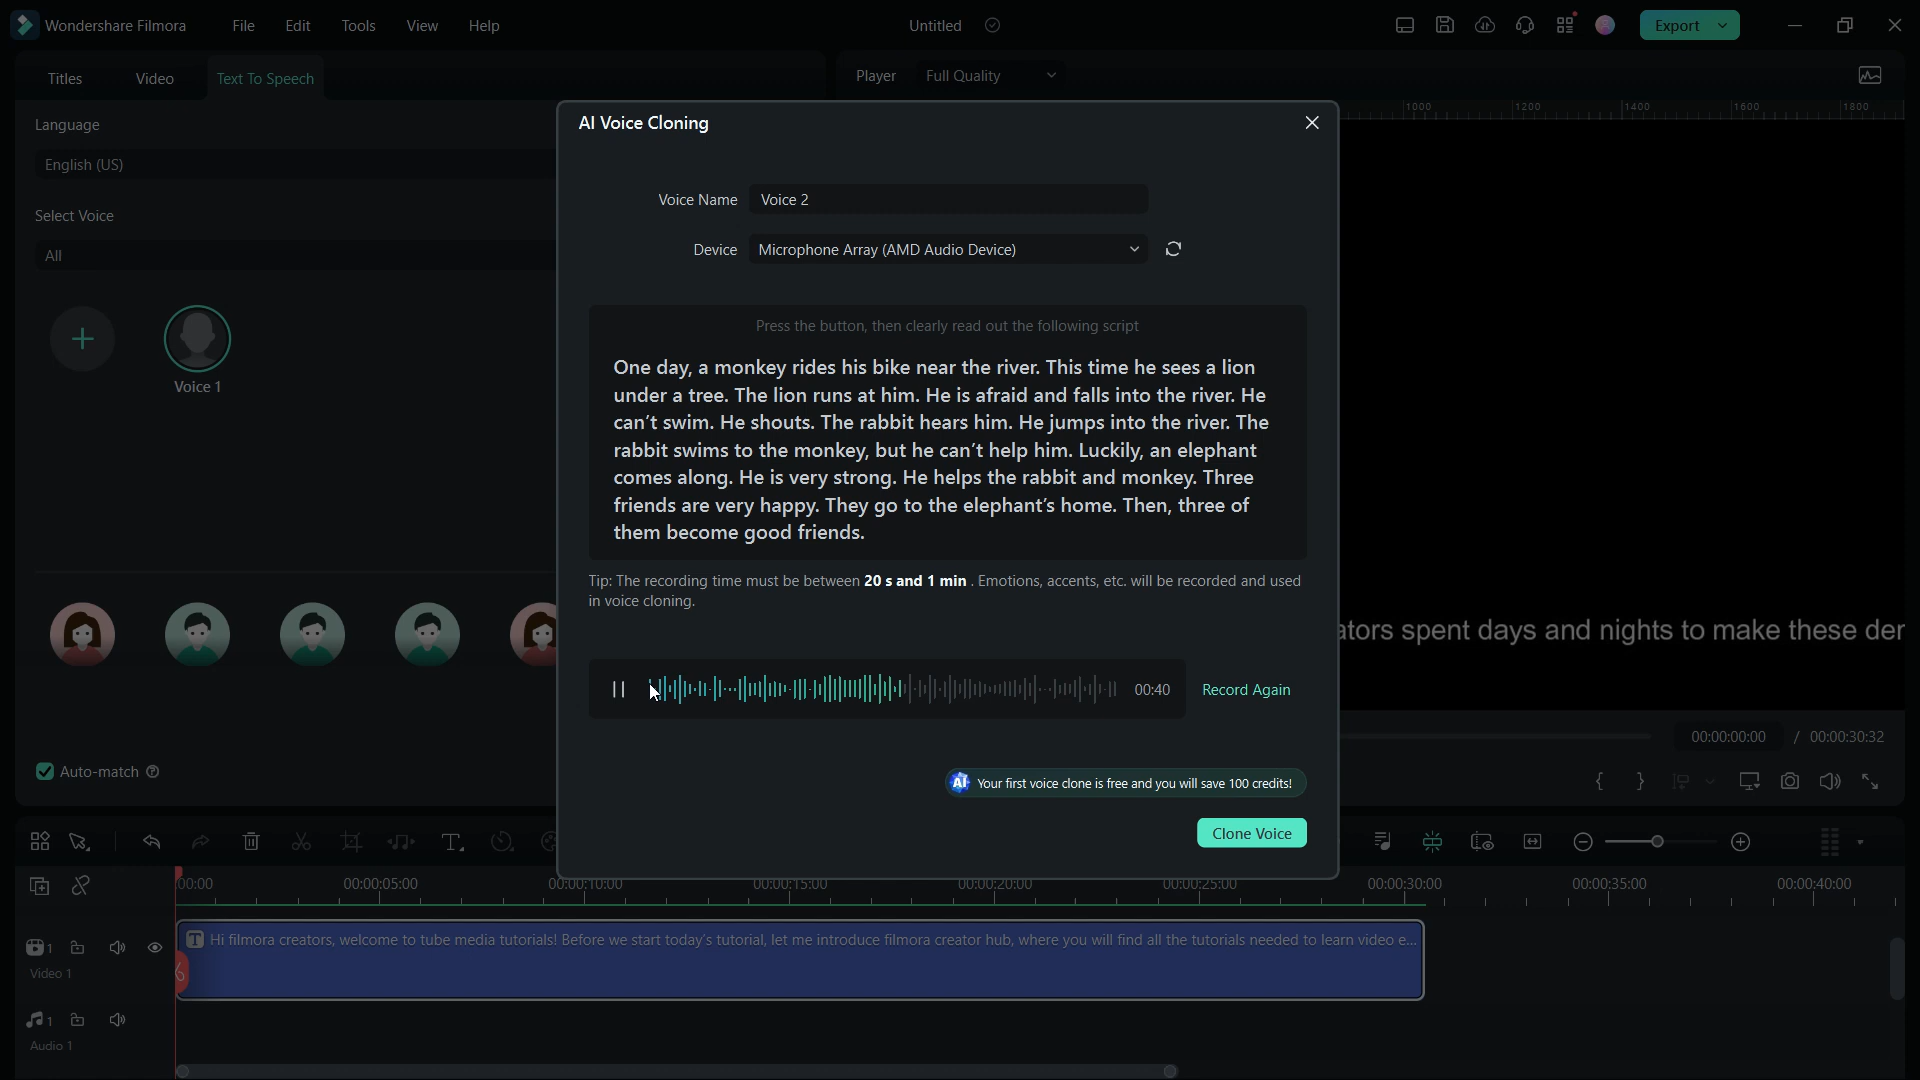 Wondershare Filmora
File
Edit
Tools
View
Help
Untitled
Export
Titles
Video
Text To Speech
Player
Full Quality
1000
1200
1400
1600
1800
Language
English (US)
Select Voice
All
Voice 1
AI Voice Cloning
Voice Name
Voice 2
Device
Microphone Array (AMD Audio Device)
Press the button, then clearly read out the following script
One day, a monkey rides his bike near the river. This time he sees a lion
under a tree. The lion runs at him. He is afraid and falls into the river. He
can't swim. He shouts. The rabbit hears him. He jumps into the river. The
rabbit swims to the monkey, but he can't help him. Luckily, an elephant
comes along. He is very strong. He helps the rabbit and monkey. Three
friends are very happy. They go to the elephant's home. Then, three of
them become good friends.
Tip: The recording time must be between 20 s and 1 min . Emotions, accents, etc. will be recorded and used
in voice cloning.
00:40
Record Again
AI Your first voice clone is free and you will save 100 credits!
Clone Voice
ators spent days and nights to make these der
00:00:00:00 / 00:00:30:32
Auto-match
00:00
00:00:05:00
00:00:10:00
00:00:15:00
00:00:20:00
00:00:25:00
00:00:30:00
00:00:35:00
00:00:40:00
1
Video 1
T Hi filmora creators, welcome to tube media tutorials! Before we start today's tutorial, let me introduce filmora creator hub, where you will find all the tutorials needed to learn video e...
1
Audio 1